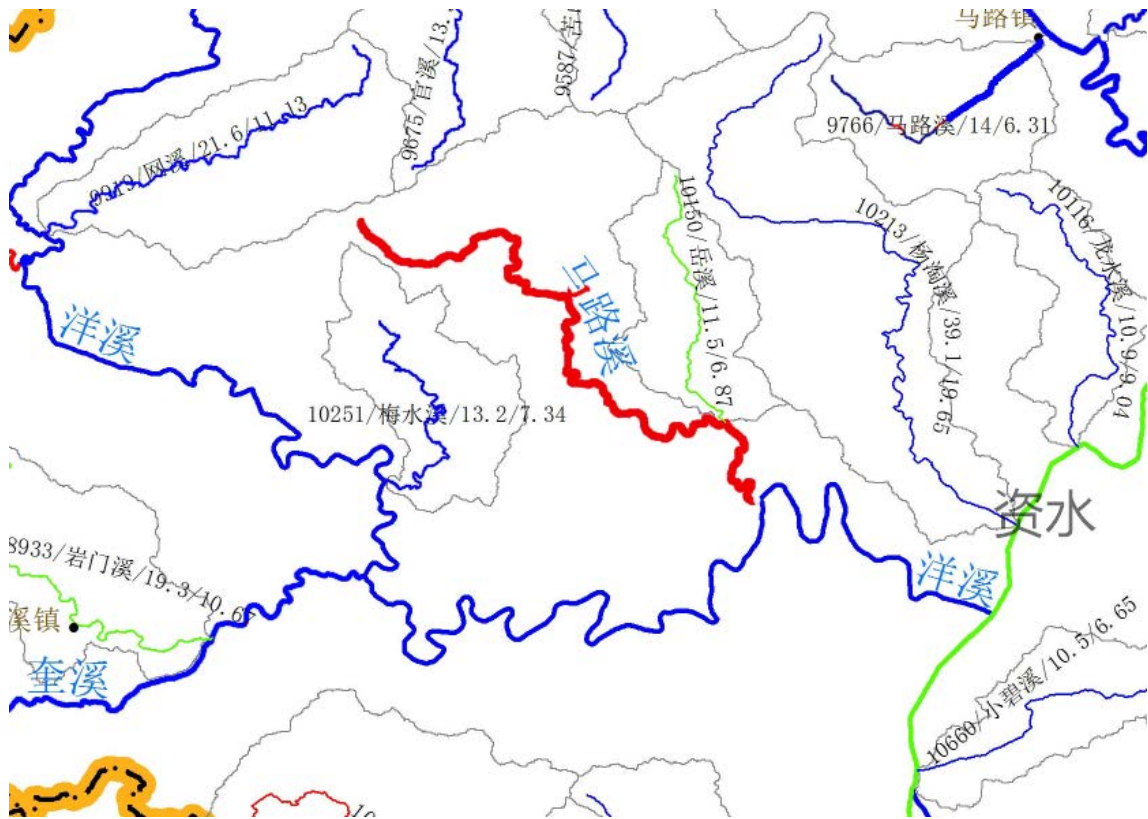 马路镇
9675/官溪/13.
9587/
9919/网溪/21.6/11.13
9766/马路溪/14/6.31
10150/岳溪/11.5/6.87
10116/龙水溪/10.9/9.04
10213/杨淘溪/39.1/19.65
马路溪
洋溪
10251/梅水溪/13.2/7.34
资水
8933/岩门溪/19.3/10.6
洋溪
溪镇
奎溪
10660/小碧溪/10.5/6.65
10